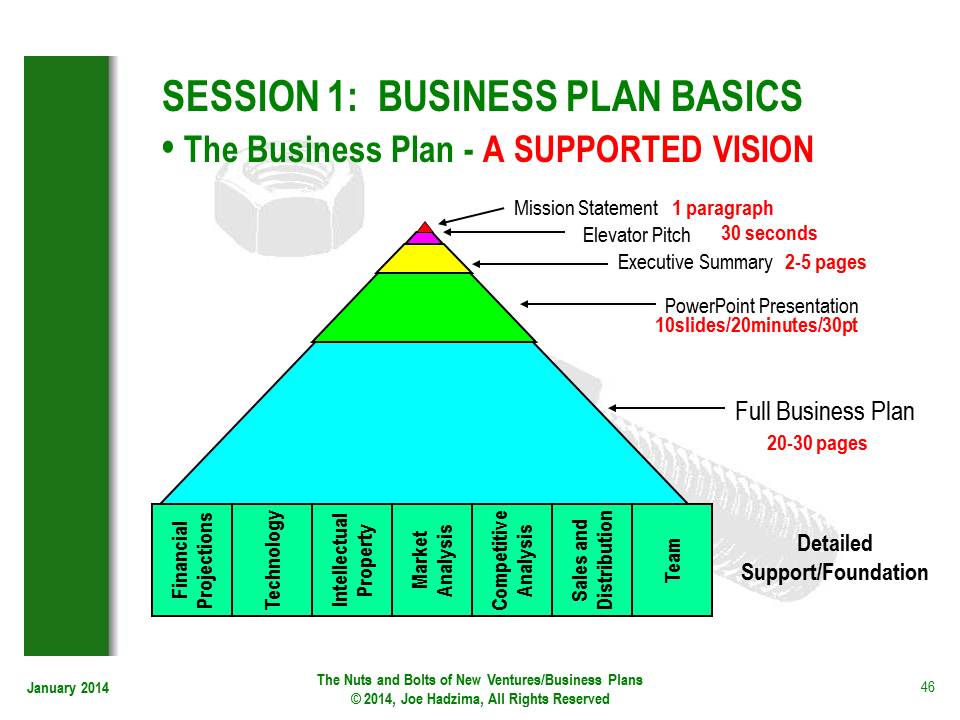 SESSION 1: BUSINESS PLAN BASICS
• The Business Plan - A SUPPORTED VISION
Mission Statement 1 paragraph
Elevator Pitch 30 seconds
Executive Summary 2-5 pages
PowerPoint Presentation
10slides/20minutes/30pt
Full Business Plan
20-30 pages
Financial
Projections
Technology
Intellectual
Property
Market
Analysis
Competitive
Analysis
Sales and
Distribution
Team
Detailed
Support/Foundation
January 2014
The Nuts and Bolts of New Ventures/Business Plans
© 2014, Joe Hadzima, All Rights Reserved
46